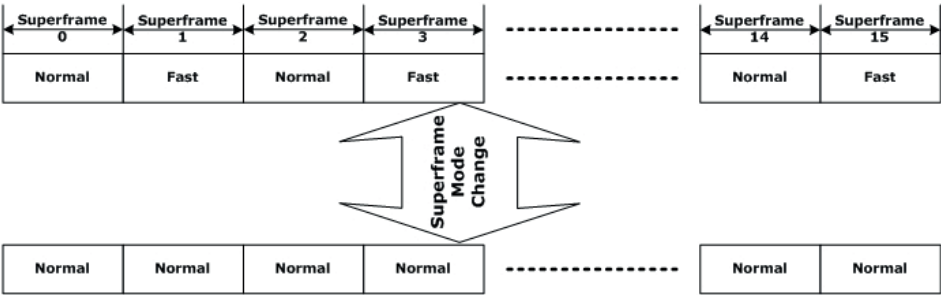 Superframe Superframe Superframe Superframe Superframe Superframe
0 1 2 3 14 15
Normal Fast Normal Fast Normal Fast
Superframe
Mode
Change
Normal Normal Normal Normal Normal Normal